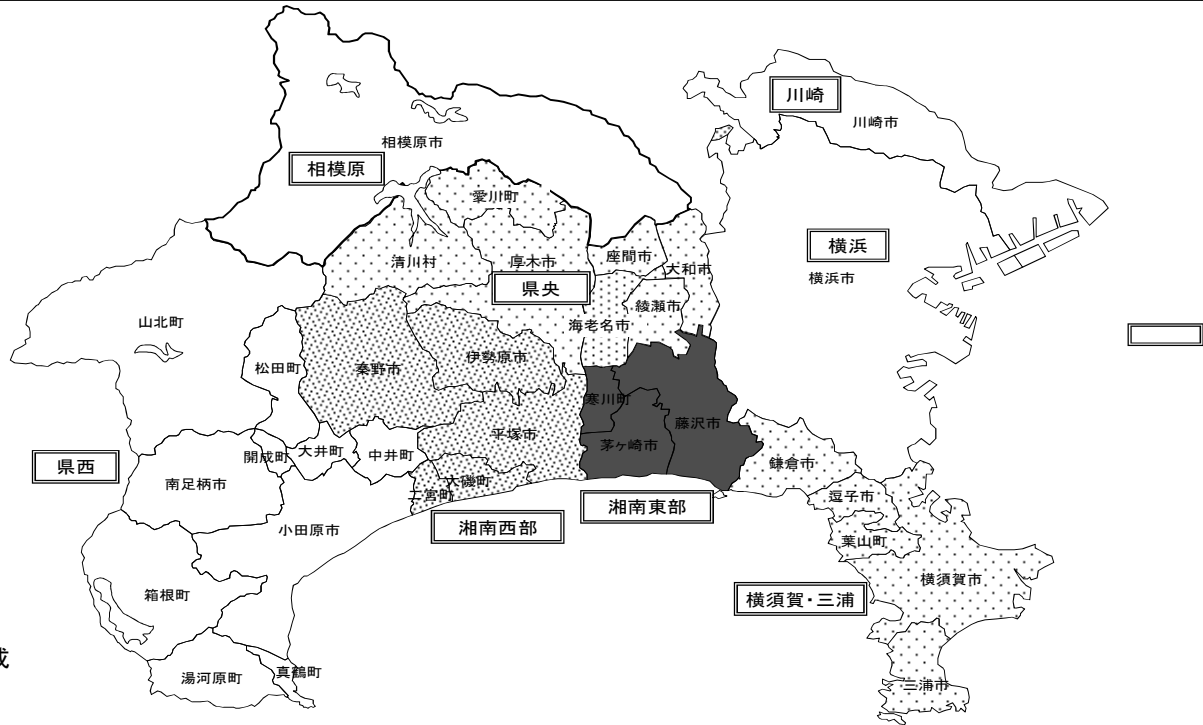 川崎
川崎市
相模原市
相模原
愛川町
横浜
座間市
清川村
厚木市
大和市
横浜市
県央
綾瀬市
山北町
海老名市
伊勢原市
松田町
秦野市
寒川町
藤沢市
平塚市
茅ヶ崎市
大井町
中井町
開成町
県西
鎌倉市
南足柄市
大磯町
二宮町
逗子市
湘南東部
湘南西部
小田原市
葉山町
横須賀市
箱根町
横須賀・三浦
真鶴町
湯河原町
三浦市